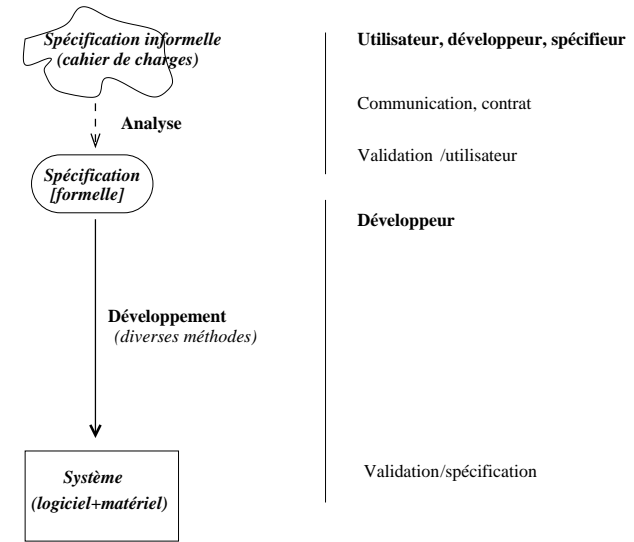 Spécification informelle
(cahier de charges)
Utilisateur, développeur, spécifieur
Communication, contrat
Analyse
Validation /utilisateur
Spécification
[formelle]
Développeur
Développement
(diverses méthodes)
Système
(logiciel+matériel)
Validation/spécification